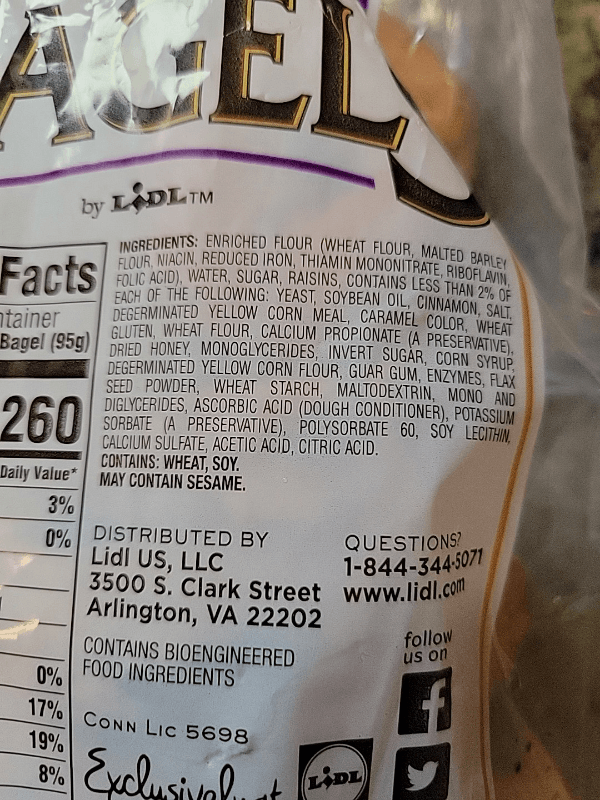 AGELS
by LIDL™
INGREDIENTS: ENRICHED FLOUR (WHEAT FLOUR, MALTED BARLEY
FLOUR, NIACIN, REDUCED IRON, THIAMIN MONONITRATE, RIBOFLAVIN,
FOLIC ACID), WATER, SUGAR, RAISINS, CONTAINS LESS THAN 2% OF
EACH OF THE FOLLOWING: YEAST, SOYBEAN OIL, CINNAMON, SALT,
DEGERMINATED YELLOW CORN MEAL, CARAMEL COLOR, WHEAT
GLUTEN, WHEAT FLOUR, CALCIUM PROPIONATE (A PRESERVATIVE),
DRIED HONEY, MONOGLYCERIDES, INVERT SUGAR, CORN SYRUP,
DEGERMINATED YELLOW CORN FLOUR, GUAR GUM, ENZYMES, FLAX
SEED POWDER, WHEAT STARCH, MALTODEXTRIN, MONO AND
DIGLYCERIDES, ASCORBIC ACID (DOUGH CONDITIONER), POTASSIUM
SORBATE (A PRESERVATIVE), POLYSORBATE 60, SOY LECITHIN,
CALCIUM SULFATE, ACETIC ACID, CITRIC ACID.
CONTAINS: WHEAT, SOY.
MAY CONTAIN SESAME.
Facts
ntainer
Bagel (95g)
260
Daily Value*
3%
0%
0%
17%
19%
8%
DISTRIBUTED BY
Lidl US, LLC
3500 S. Clark Street
Arlington, VA 22202
QUESTIONS?
1-844-344-5071
www.lidl.com
CONTAINS BIOENGINEERED
FOOD INGREDIENTS
follow
us on
CONN LIC 5698
Exclusively at
LIDL